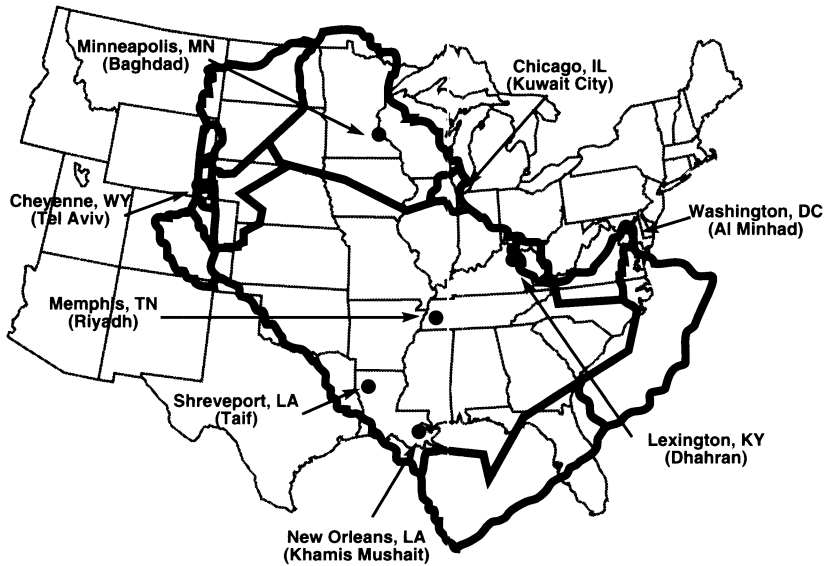 Minneapolis, MN
(Baghdad)
Chicago, IL
(Kuwait City)
Cheyenne, WY
(Tel Aviv)
Washington, DC
(Al Minhad)
Memphis, TN
(Riyadh)
Shreveport, LA
(Taif)
Lexington, KY
(Dhahran)
New Orleans, LA
(Khamis Mushait)